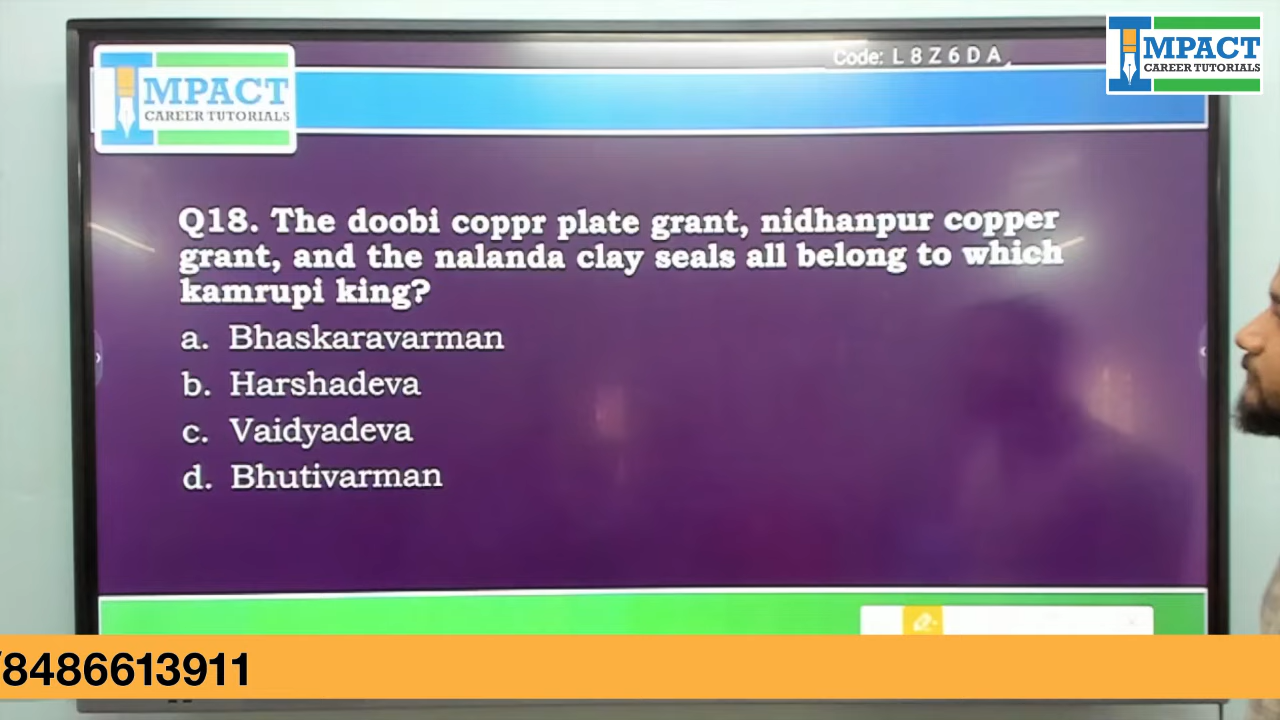 Code: L 8 Z 6 D A
IMPACT
CAREER TUTORIALS
IMPACT
CAREER TUTORIALS
Q18. The doobi coppr plate grant, nidhanpur copper
grant, and the nalanda clay seals all belong to which
kamrupi king?
a. Bhaskaravarman
b. Harshadeva
c. Vaidyadeva
d. Bhutivarman
/8486613911